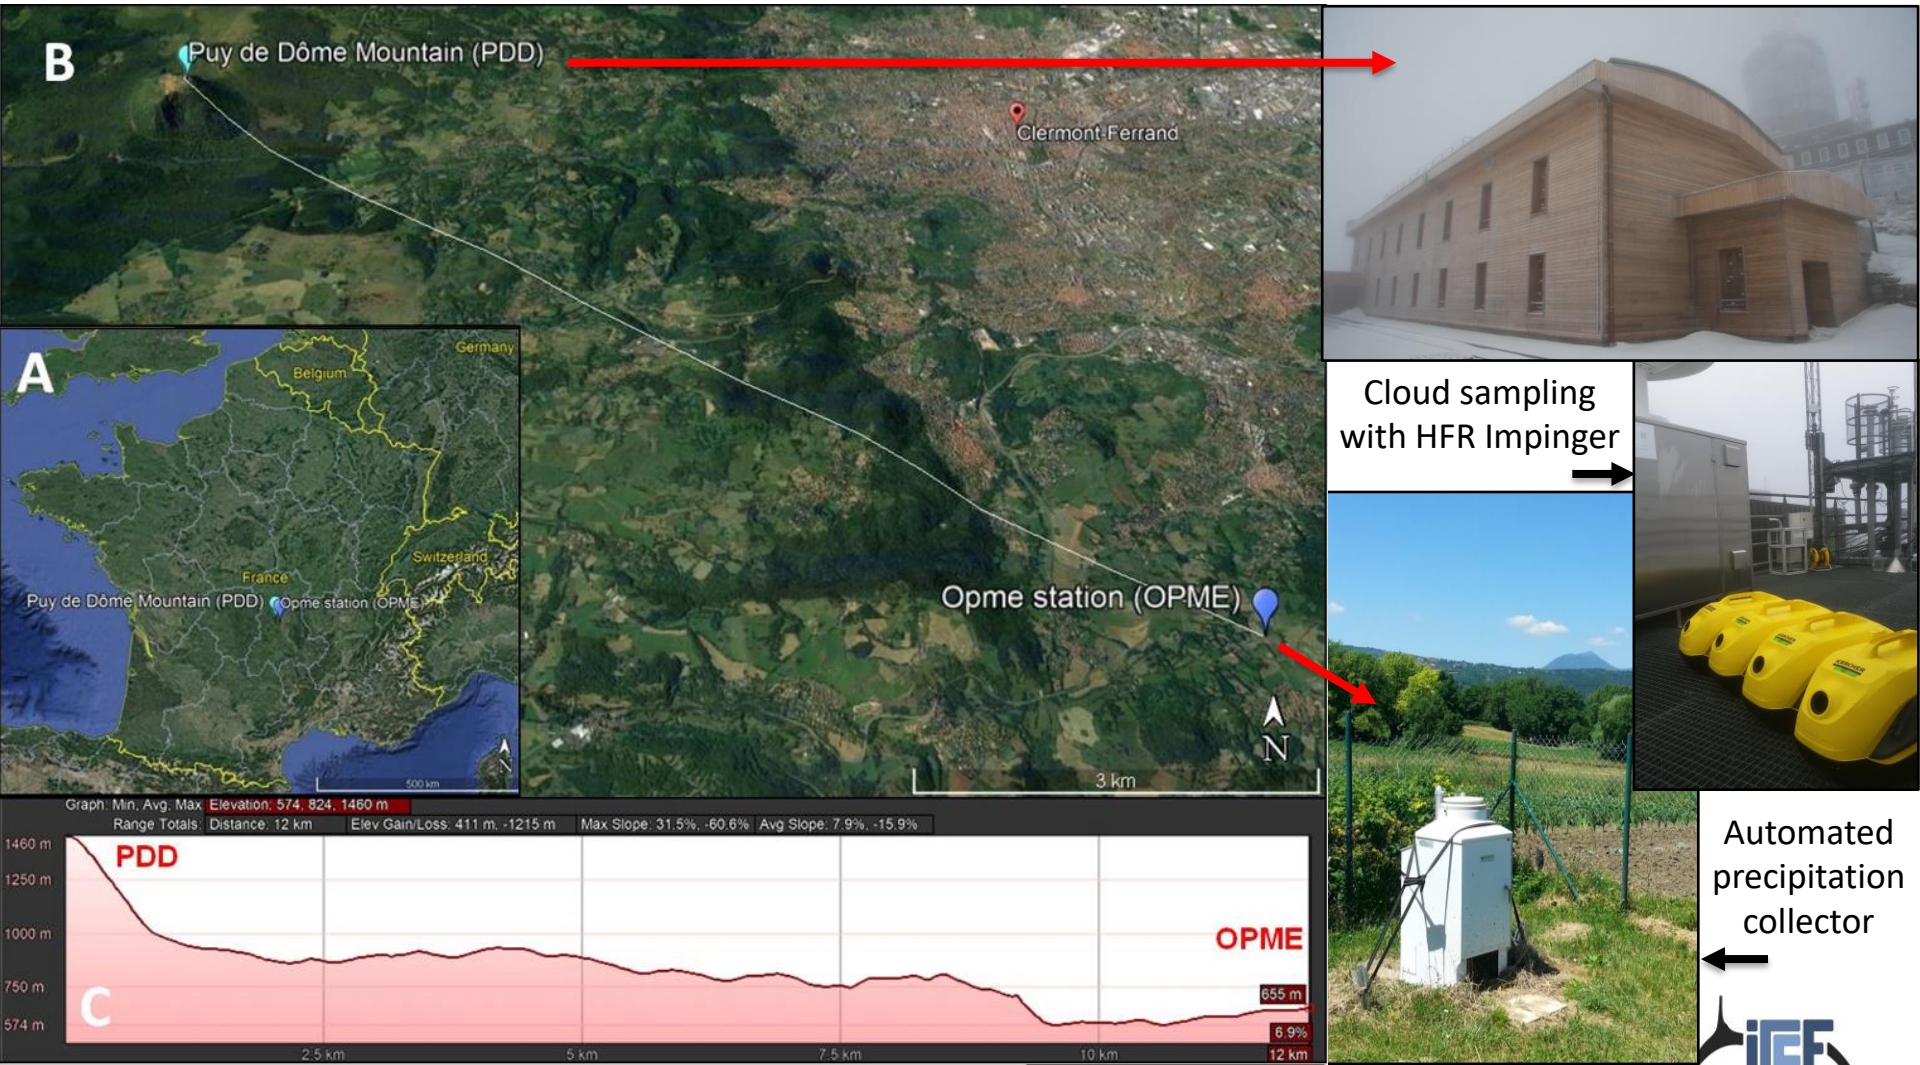 B
Puy de Dôme Mountain (PDD)
Clermont-Ferrand
Opme station (OPME)
N
3 km
A
Germany
Belgium
Switzerland
France
Puy de Dôme Mountain (PDD)
Opme station (OPME)
N
500 km
Graph: Min, Avg, Max Elevation: 574, 824, 1460 m
Range Totals: Distance: 12 km Elev Gain/Loss: 411 m, -1215 m Max Slope: 31.5%, -60.6% Avg Slope: 7.9%, -15.9%
1460 m
1250 m
1000 m
750 m
574 m
PDD
OPME
C
655 m
6.9%
2.5 km
5 km
7.5 km
10 km
12 km
Cloud sampling
with HFR Impinger
KARCHER
Automated
precipitation
collector